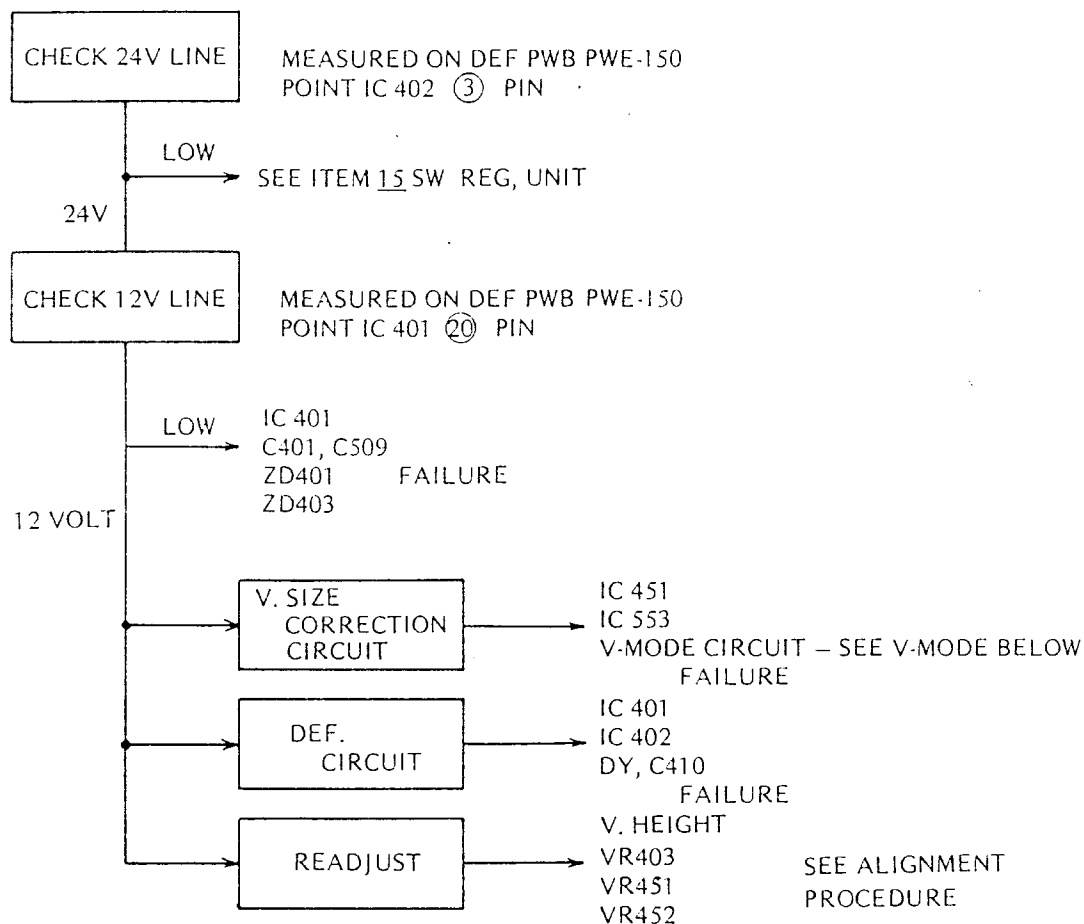 CHECK 24V LINE
MEASURED ON DEF PWB PWE-150
POINT IC 402 ③ PIN
LOW
SEE ITEM 15 SW REG, UNIT
24V
CHECK 12V LINE
MEASURED ON DEF PWB PWE-150
POINT IC 401 ⑳ PIN
LOW
IC 401
C401, C509
ZD401 FAILURE
ZD403
12 VOLT
V. SIZE
CORRECTION
CIRCUIT
IC 451
IC 553
V-MODE CIRCUIT – SEE V-MODE BELOW
FAILURE
DEF.
CIRCUIT
IC 401
IC 402
DY, C410
FAILURE
READJUST
V. HEIGHT
VR403
VR451
VR452
SEE ALIGNMENT
PROCEDURE